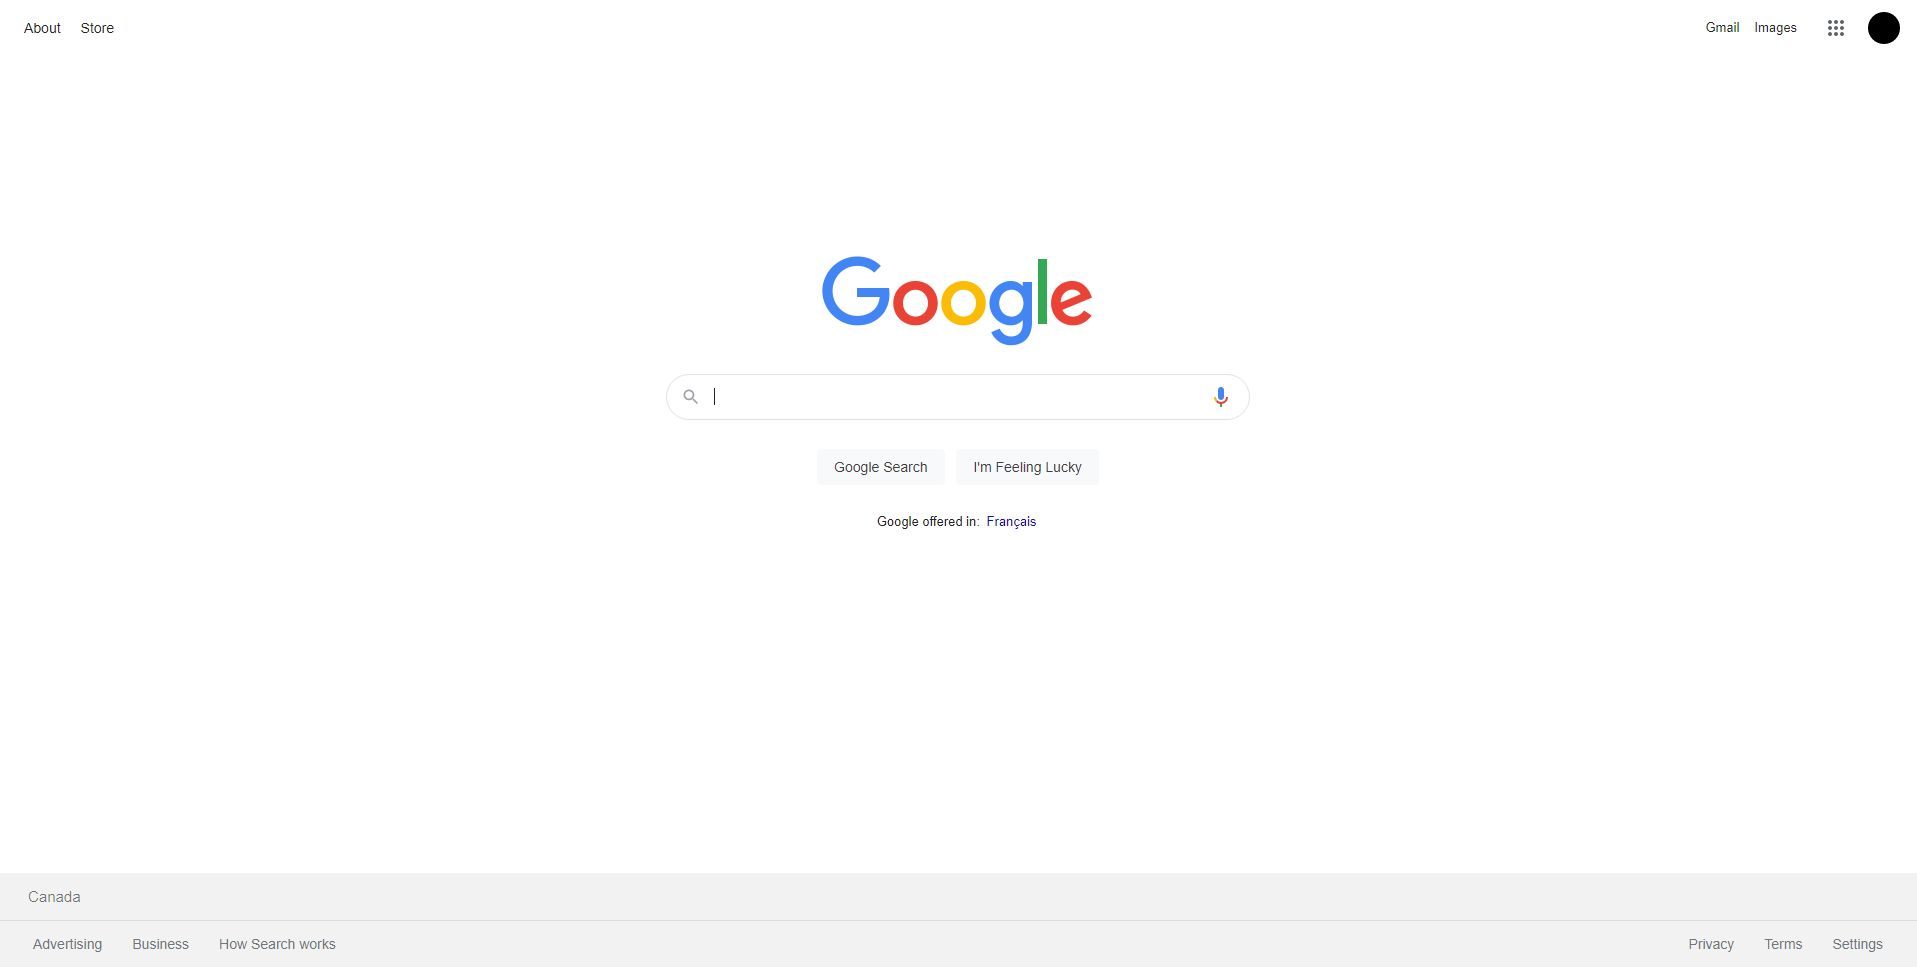 About Store Gmail Images
Google
Google Search I'm Feeling Lucky
Google offered in: Français
Canada
Advertising Business How Search works Privacy Terms Settings